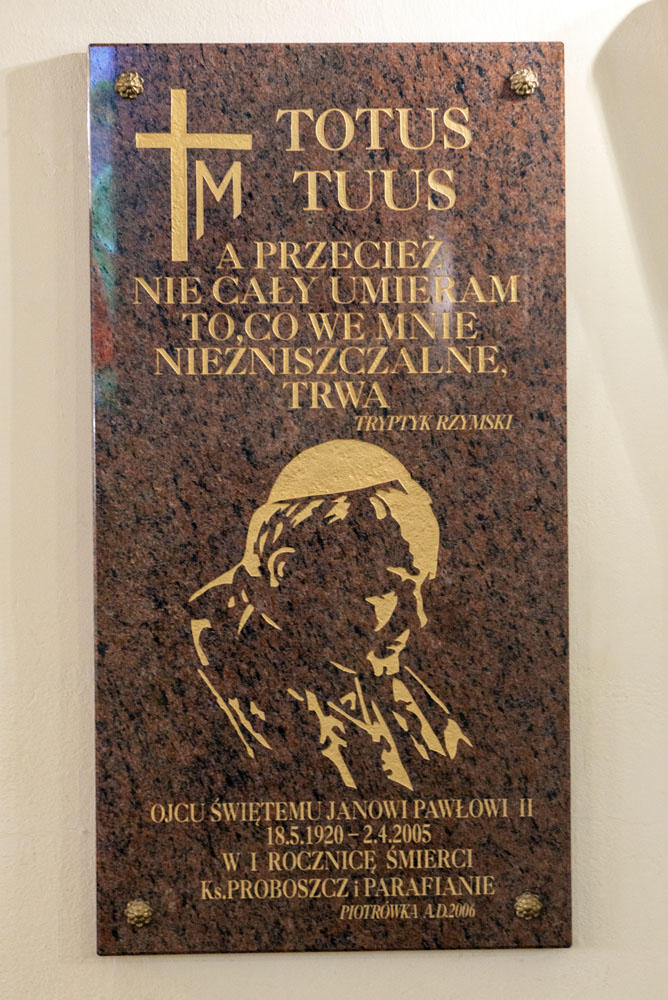 M
TOTUS
TUUS
A PRZECIEŻ
NIE CAŁY UMIERAM
TO,CO WE MNIE
NIEZNISZCZALNE,
TRWA
TRYPTYK RZYMSKI
OJCU ŚWIĘTEMU JANOWI PAWŁOWI II
18.5.1920 – 2.4.2005
W I ROCZNICĘ ŚMIERCI
Ks.PROBOSZCZ i PARAFIANIE
PIOTRÓWKA A.D.2006